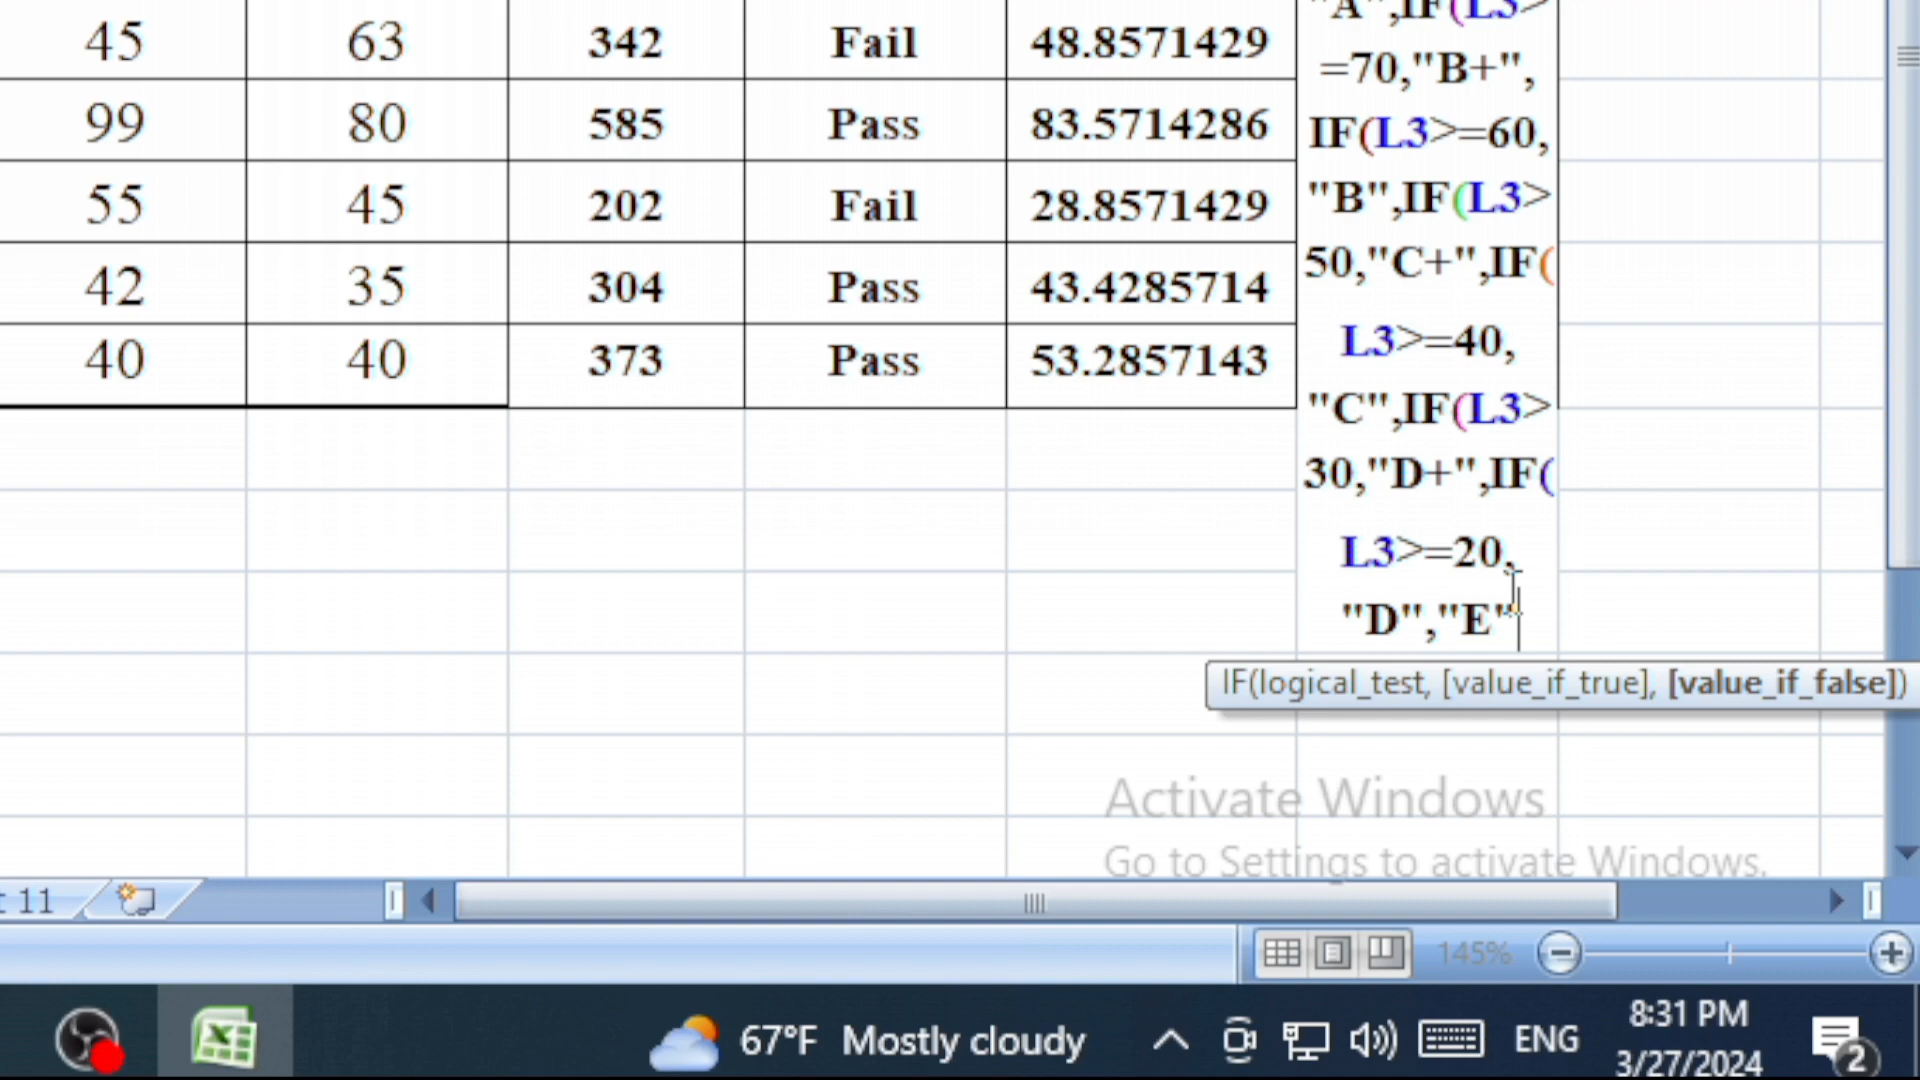 45 63 342 Fail 48.8571429
99 80 585 Pass 83.5714286
55 45 202 Fail 28.8571429
42 35 304 Pass 43.4285714
40 40 373 Pass 53.2857143
"A",IF(L3>
=70,"B+",
IF(L3>=60,
"B",IF(L3>
50,"C+",IF(
L3>=40,
"C",IF(L3>
30,"D+",IF(
L3>=20,
"D","E"
IF(logical_test, [value_if_true], [value_if_false])
Activate Windows
Go to Settings to activate Windows.
11
145%
67°F Mostly cloudy
ENG
8:31 PM
3/27/2024
2